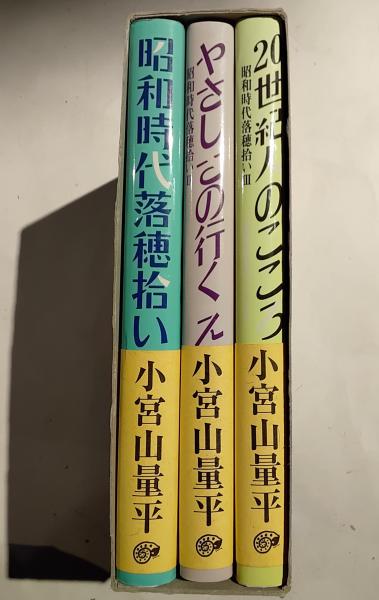 昭和時代落穂拾い
小宮山量平
やさしさの行くえ
昭和時代落穂拾いII
小宮山量平
20世紀人のこころ
昭和時代落穂拾いIII
小宮山量平